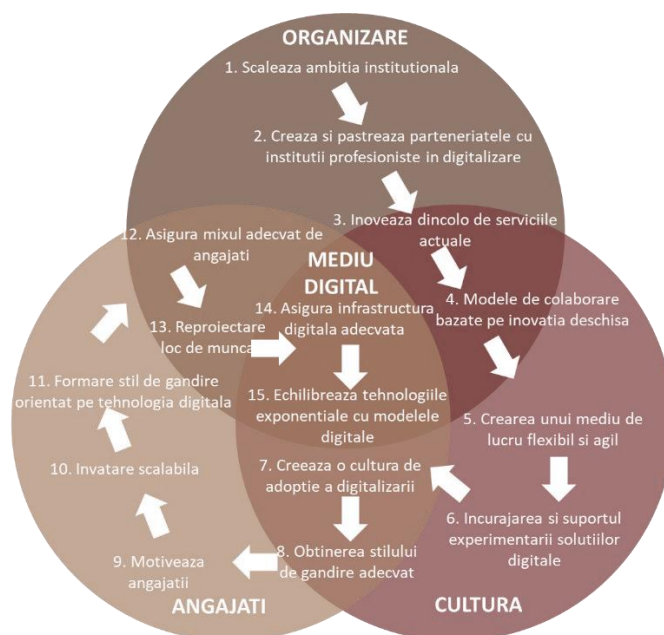 ORGANIZARE
1. Scaleaza ambitia institutionala
2. Creaza si pastreaza parteneriatele cu
institutii profesioniste in digitalizare
3. Inoveaza dincolo de serviciile
actuale
12. Asigura mixul adecvat de
angajati
MEDIU
DIGITAL
4. Modele de colaborare
bazate pe inovatia deschisa
14. Asigura infrastructura
digitala adecvata
13. Reproiectare
loc de munca
11. Formare stil de gandire
orientat pe tehnologia digitala
15. Echilibreaza tehnologiile
exponentiale cu modelele
digitale
5. Crearea unui mediu de
lucru flexibil si agil
7. Creeaza o cultura de
adoptie a digitalizarii
10. Invatare scalabila
6. Incurajarea si suportul
experimentarii solutiilor
digitale
8. Obtinerea stilului
de gandire adecvat
9. Motiveaza
angajatii
ANGAJATI
CULTURA